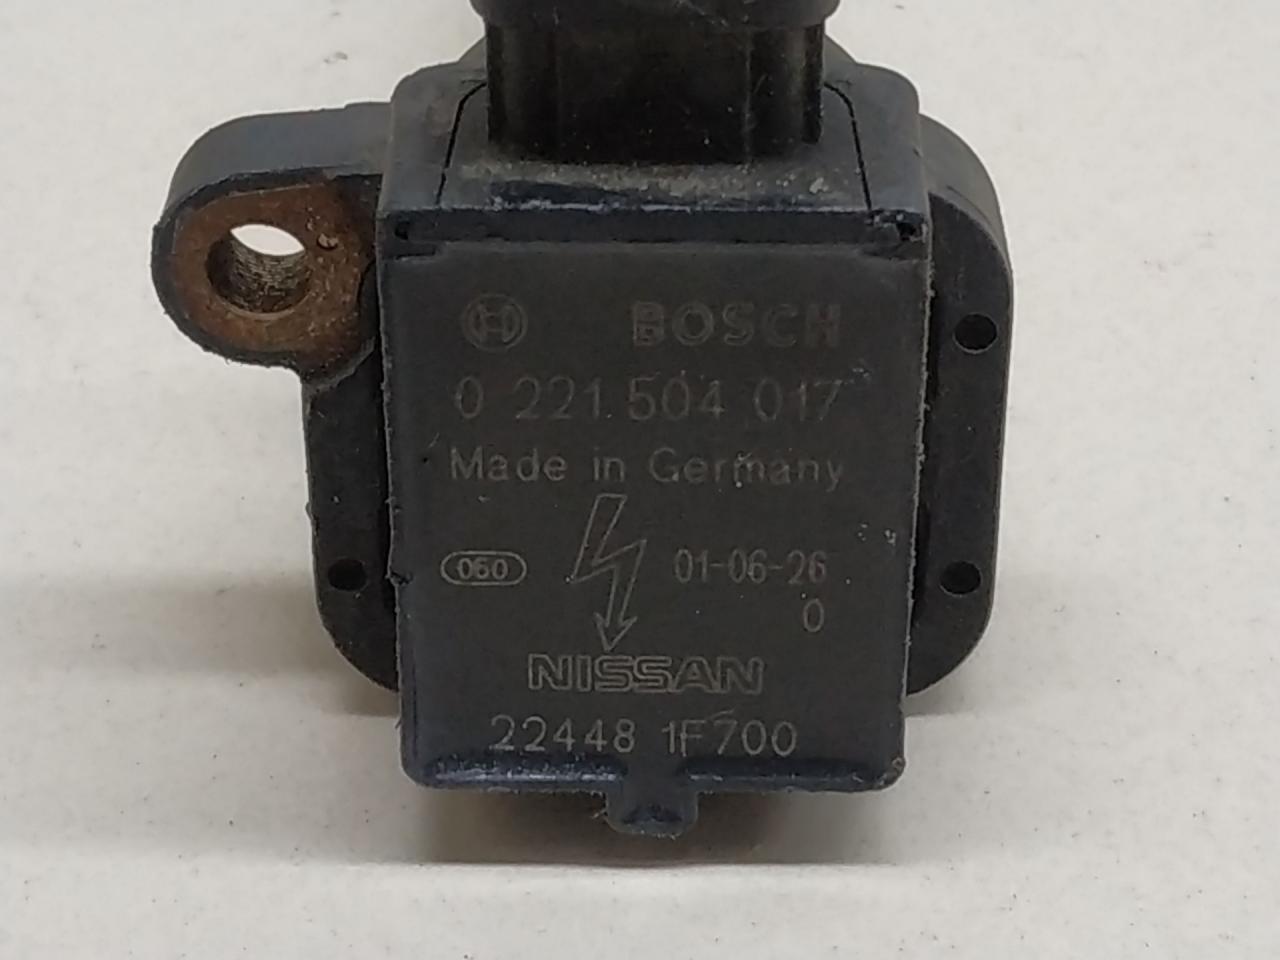 BOSCH
0 221 504 017
Made in Germany
060 01-06-26
0
NISSAN
22448 1F700